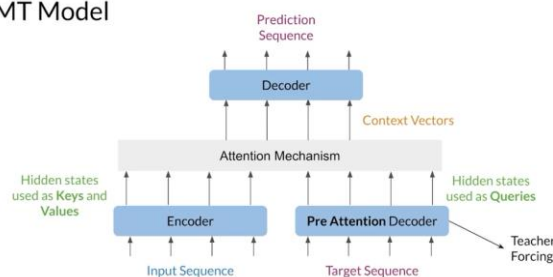 MT Model
Prediction
Sequence
Decoder
Context Vectors
Attention Mechanism
Hidden states
used as Keys and
Values
Hidden states
used as Queries
Encoder
Pre Attention Decoder
Teacher
Forcing
Input Sequence
Target Sequence